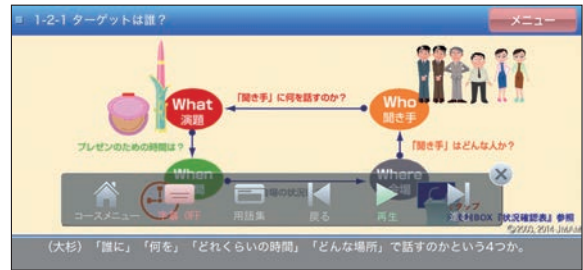 1-2-1 ターゲットは誰？
メニュー
What
演題
「聞き手」に何を話すのか？
Who
聞き手
プレゼンのための時間は？
「聞き手」はどんな人か？
When
Where
会場
コースメニュー
字幕 OFF
用語集
戻る
再生
BOX『状況確認表』参照
©2003, 2014 JMAM
（大杉）「誰に」「何を」「どれくらいの時間」「どんな場所」で話すのかという4つか。